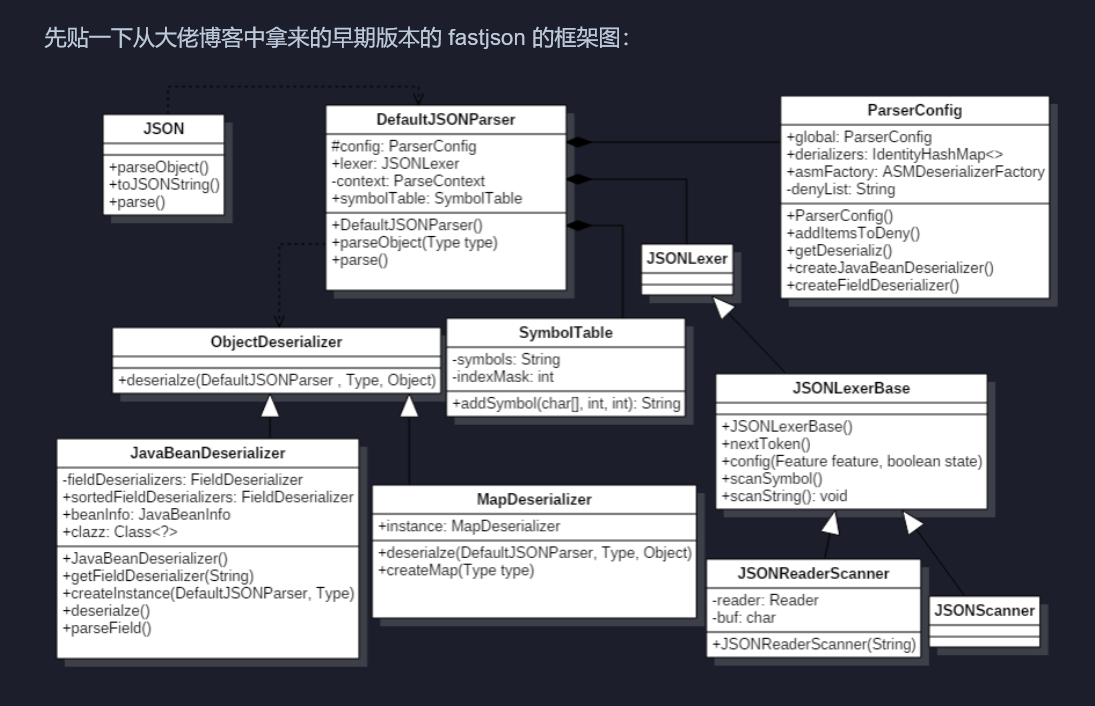 先贴一下从大佬博客中拿来的早期版本的 fastjson 的框架图：
JSON
+parseObject()
+toJSONString()
+parse()
DefaultJSONParser
#config: ParserConfig
+lexer: JSONLexer
-context: ParseContext
+symbolTable: SymbolTable
+DefaultJSONParser()
+parseObject(Type type)
+parse()
ParserConfig
+global: ParserConfig
+derializers: IdentityHashMap<>
+asmFactory: ASMDeserializerFactory
-denyList: String
+ParserConfig()
+addItemsToDeny()
+getDeserializ()
+createJavaBeanDeserializer()
+createFieldDeserializer()
JSONLexer
ObjectDeserializer
+deserialze(DefaultJSONParser , Type, Object)
SymbolTable
-symbols: String
-indexMask: int
+addSymbol(char[], int, int): String
JSONLexerBase
+JSONLexerBase()
+nextToken()
+config(Feature feature, boolean state)
+scanSymbol()
+scanString(): void
JavaBeanDeserializer
-fieldDeserializers: FieldDeserializer
+sortedFieldDeserializers: FieldDeserializer
+beanInfo: JavaBeanInfo
+clazz: Class<?>
+JavaBeanDeserializer()
+getFieldDeserializer(String)
+createInstance(DefaultJSONParser, Type)
+deserialze()
+parseField()
MapDeserializer
+instance: MapDeserializer
+deserialze(DefaultJSONParser, Type, Object)
+createMap(Type type)
JSONReaderScanner
-reader: Reader
-buf: char
+JSONReaderScanner(String)
JSONScanner